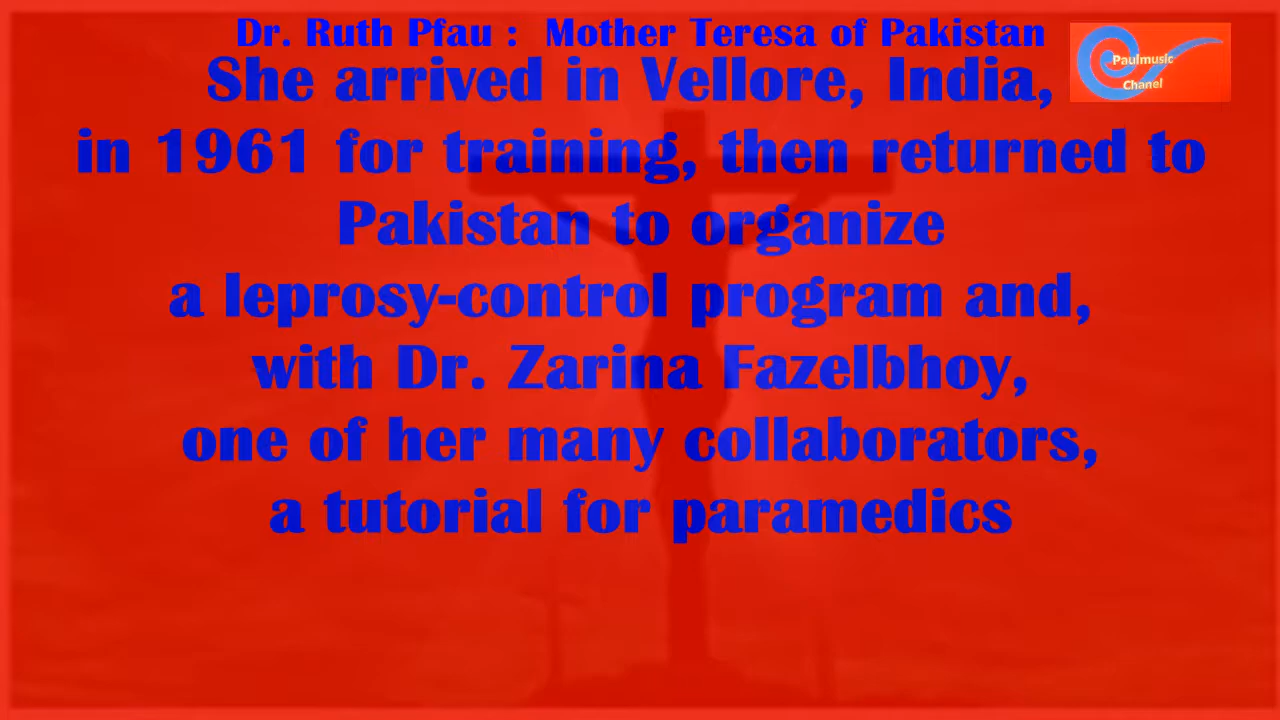 Dr. Ruth Pfau :  Mother Teresa of Pakistan
She arrived in Vellore, India,
in 1961 for training, then returned to
Pakistan to organize
a leprosy-control program and,
with Dr. Zarina Fazelbhoy,
one of her many collaborators,
a tutorial for paramedics
Paulmusic
Chanel